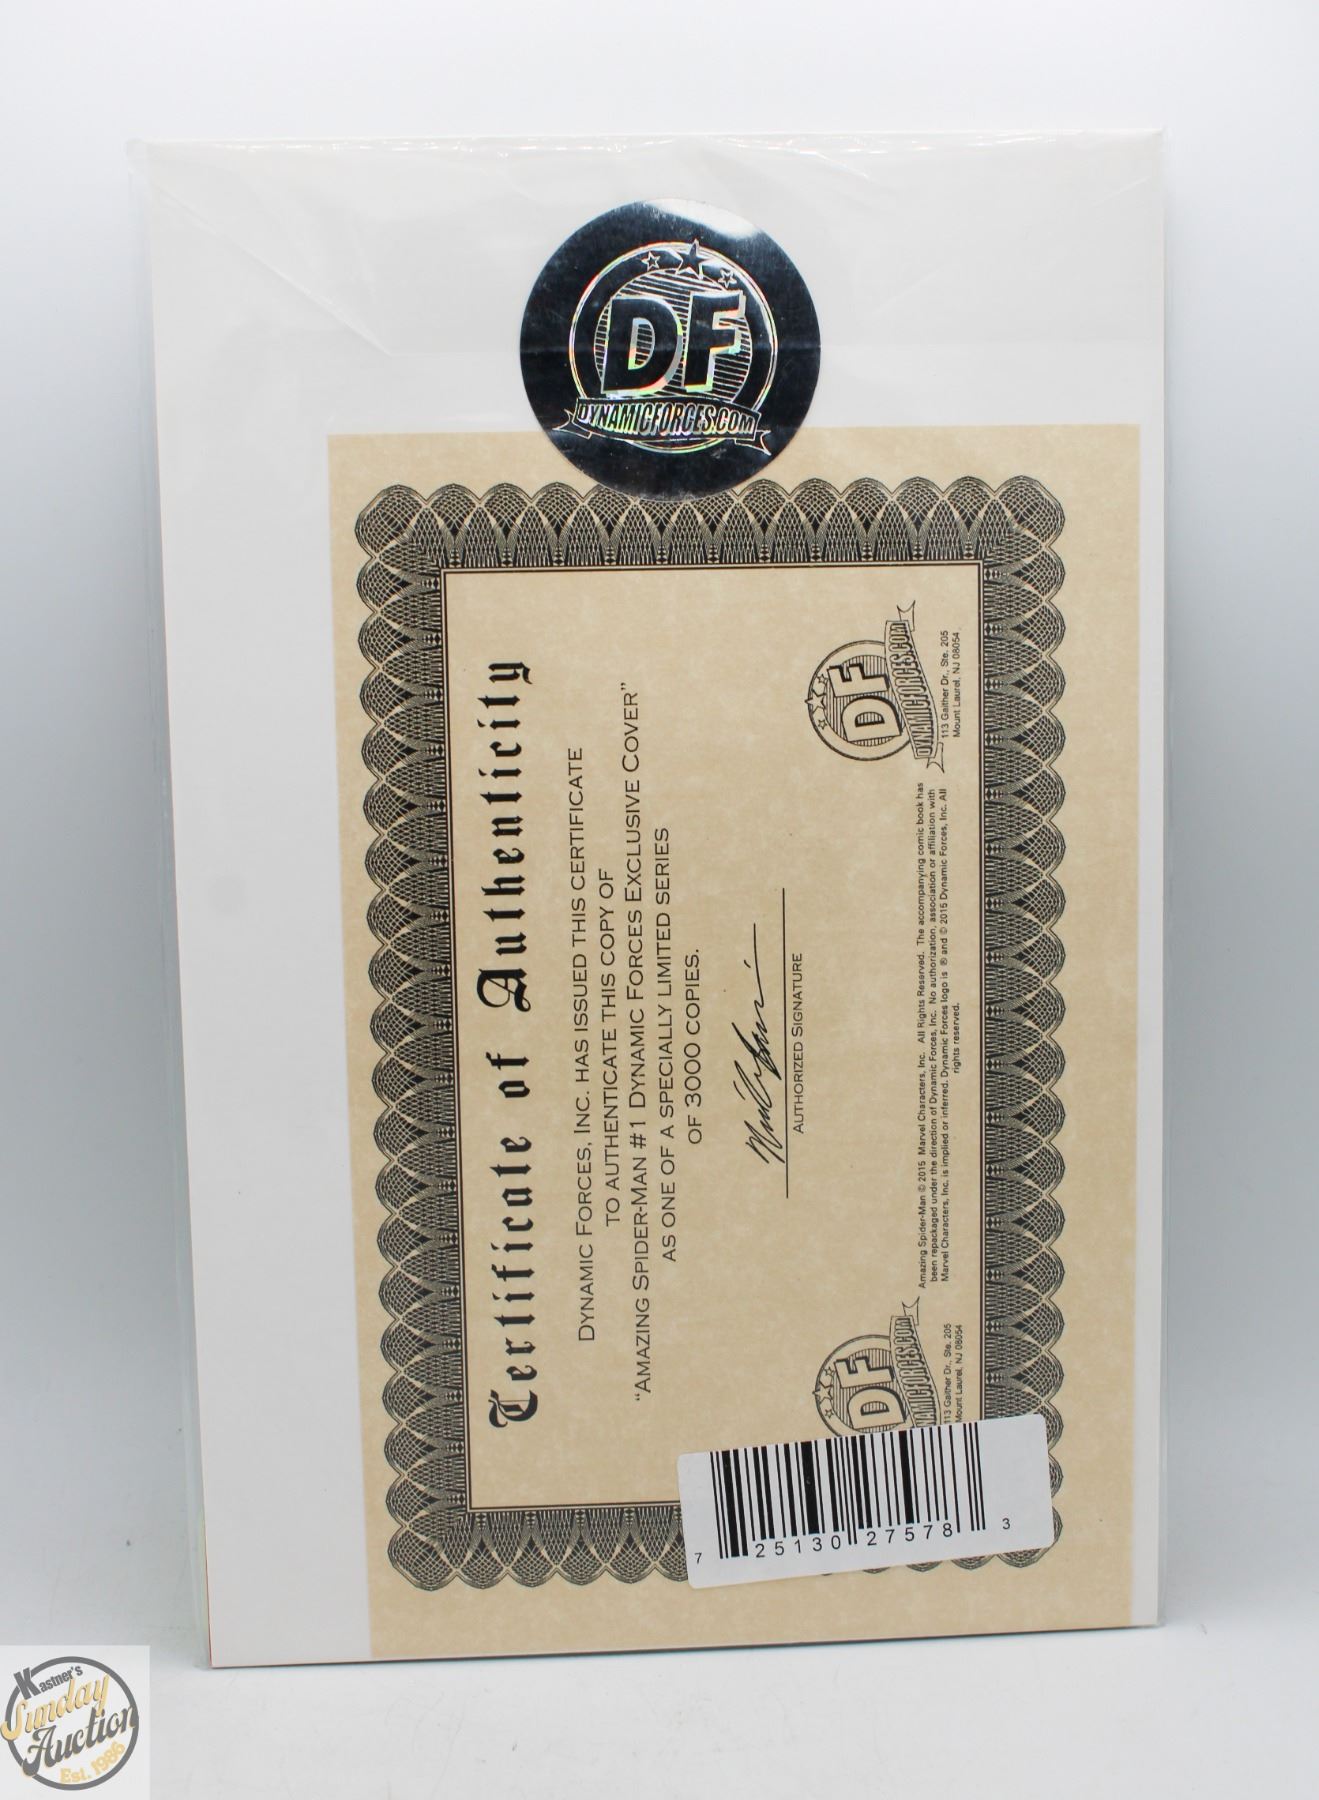 DF
DYNAMICFORCES.COM
Certificate of Authenticity
DYNAMIC FORCES, INC. HAS ISSUED THIS CERTIFICATE
TO AUTHENTICATE THIS COPY OF
“AMAZING SPIDER-MAN #1 DYNAMIC FORCES EXCLUSIVE COVER”
AS ONE OF A SPECIALLY LIMITED SERIES
OF 3000 COPIES.
AUTHORIZED SIGNATURE
DF
DYNAMICFORCES.COM
113 Gaither Dr., Ste. 205
Mount Laurel, NJ 08054
Amazing Spider-Man © 2015 Marvel Characters, Inc. All Rights Reserved. The accompanying comic book has
been repackaged under the direction of Dynamic Forces, Inc. No authorization, association or affiliation with
Marvel Characters, Inc. is implied or inferred. Dynamic Forces logo is ® and © 2015 Dynamic Forces, Inc. All
rights reserved.
DF
DYNAMICFORCES.COM
113 Gaither Dr., Ste. 205
Mount Laurel, NJ 08054
7 25130 27578 3
Kastner's
Sunday
Auction
Est. 1986